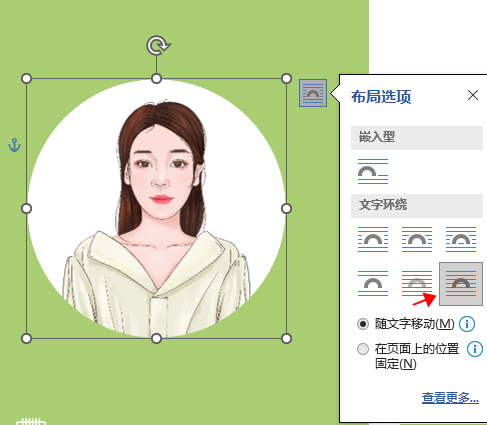 布局选项
嵌入型
文字环绕
随文字移动(M)
在页面上的位置
固定(N)
查看更多...